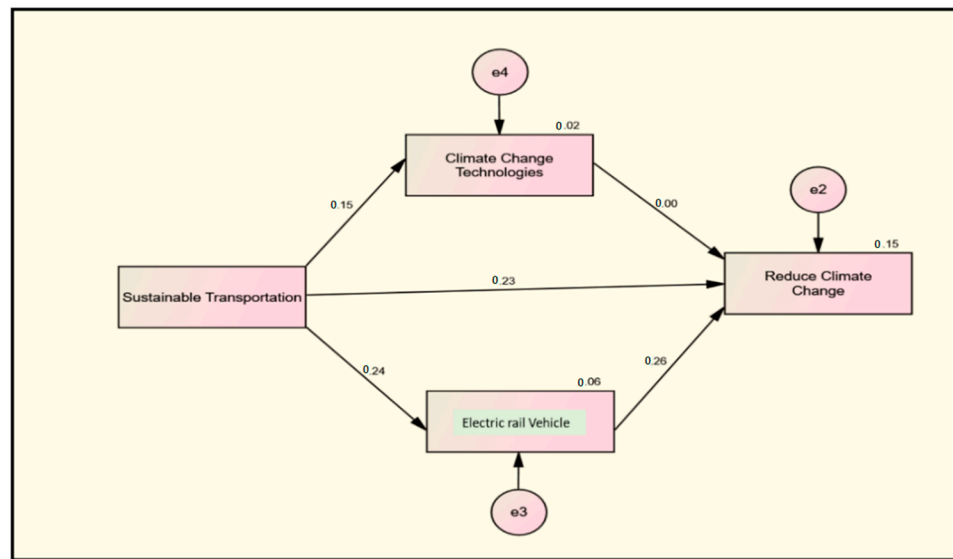 e4
0.02
Climate Change
Technologies
e2
0.15
0.00
0.15
Reduce Climate
Change
Sustainable Transportation
0.23
0.24
0.26
0.06
Electric rail Vehicle
e3